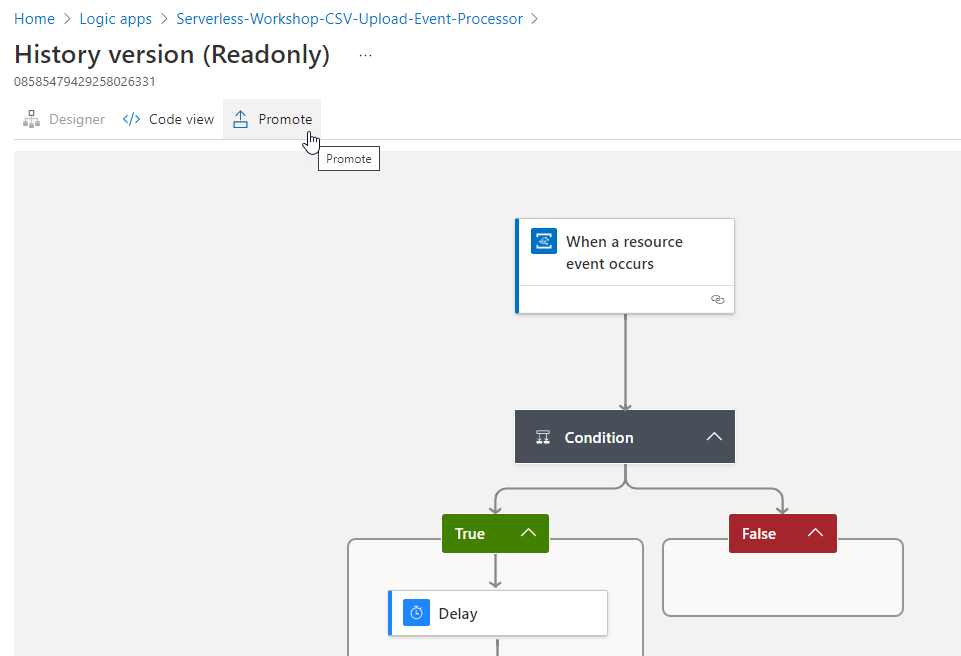 Home > Logic apps > Serverless-Workshop-CSV-Upload-Event-Processor >
History version (Readonly) ...
08585479429258026331
Designer </> Code view Promote
Promote
When a resource
event occurs
Condition
True False
Delay